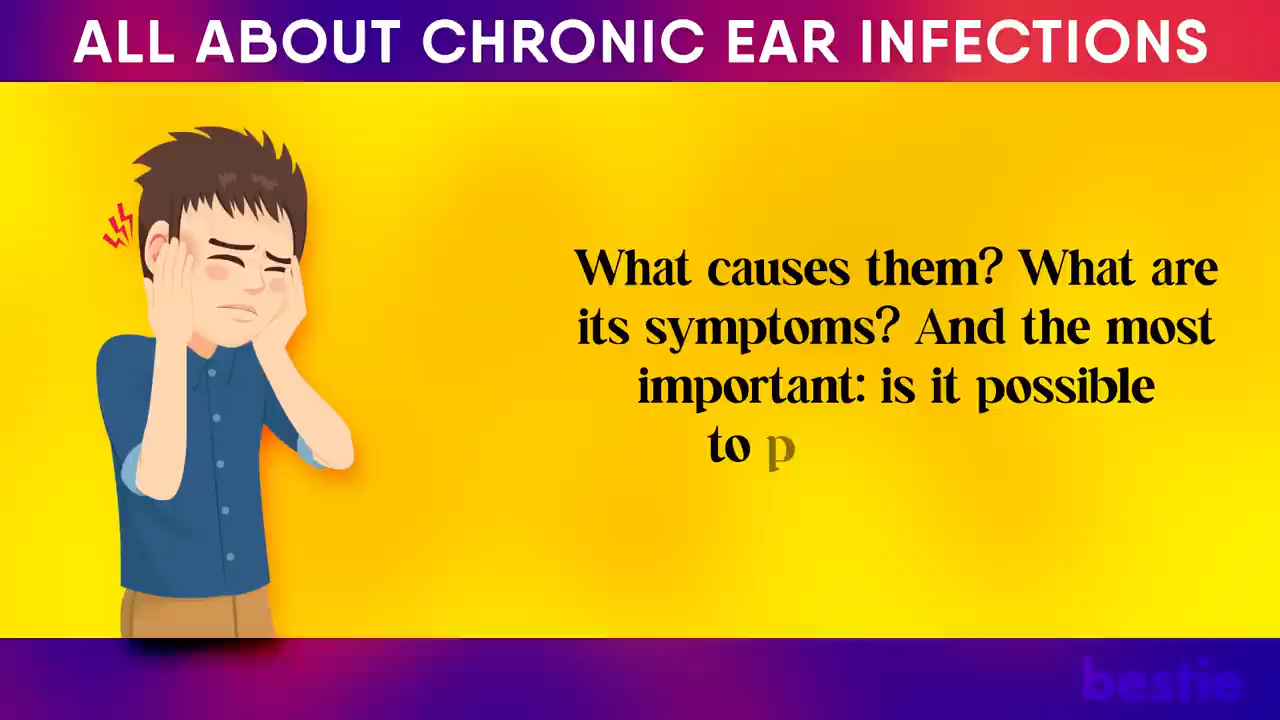 ALL ABOUT CHRONIC EAR INFECTIONS
What causes them? What are
its symptoms? And the most
important: is it possible
to p
bestie